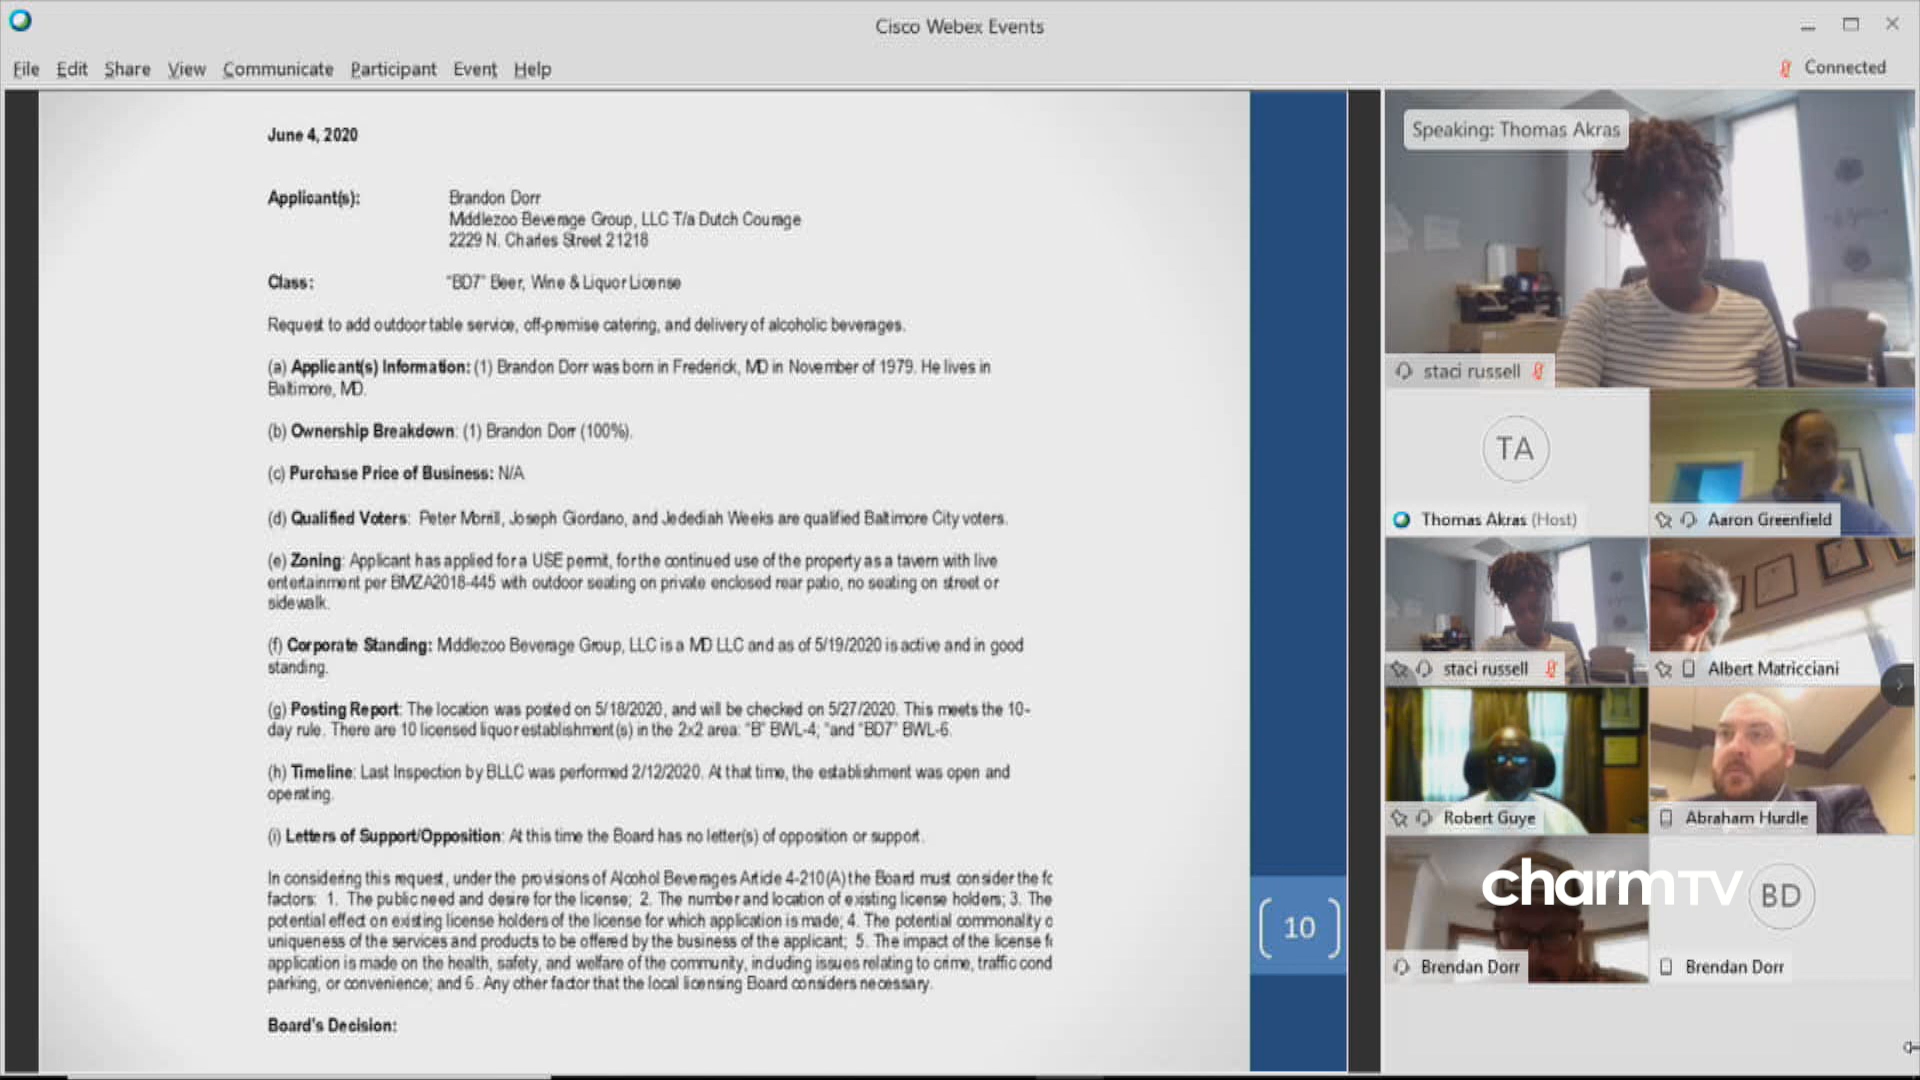 Cisco Webex Events
File Edit Share View Communicate Participant Event Help
Connected
June 4, 2020
Applicant(s): Brandon Dorr
Middlezoo Beverage Group, LLC T/a Dutch Courage
2229 N. Charles Street 21218
Class: "BD7" Beer, Wine & Liquor License
Request to add outdoor table service, off-premise catering, and delivery of alcoholic beverages.
(a) Applicant(s) Information: (1) Brandon Dorr was born in Frederick, MD in November of 1979. He lives in
Baltimore, MD.
(b) Ownership Breakdown: (1) Brandon Dorr (100%).
(c) Purchase Price of Business: N/A
(d) Qualified Voters: Peter Morrill, Joseph Giordano, and Jedediah Weeks are qualified Baltimore City voters.
(e) Zoning: Applicant has applied for a USE permit, for the continued use of the property as a tavern with live
entertainment per BMZA2018-445 with outdoor seating on private enclosed rear patio, no seating on street or
sidewalk.
(f) Corporate Standing: Middlezoo Beverage Group, LLC is a MD LLC and as of 5/19/2020 is active and in good
standing.
(g) Posting Report: The location was posted on 5/18/2020, and will be checked on 5/27/2020. This meets the 10-
day rule. There are 10 licensed liquor establishment(s) in the 2x2 area: "B" BWL-4; "and "BD7" BWL-6.
(h) Timeline: Last Inspection by BLLC was performed 2/12/2020. At that time, the establishment was open and
operating.
(i) Letters of Support/Opposition: At this time the Board has no letter(s) of opposition or support.
In considering this request, under the provisions of Alcohol Beverages Article 4-210(A) the Board must consider the fo
factors: 1. The public need and desire for the license; 2. The number and location of existing license holders; 3. The
potential effect on existing license holders of the license for which application is made; 4. The potential commonality o
uniqueness of the services and products to be offered by the business of the applicant; 5. The impact of the license fo
application is made on the health, safety, and welfare of the community, including issues relating to crime, traffic cond
parking, or convenience; and 6. Any other factor that the local licensing Board considers necessary.
Board's Decision:
10
Speaking: Thomas Akras
staci russell
TA
Thomas Akras (Host)
Aaron Greenfield
staci russell
Albert Matricciani
Robert Guye
Abraham Hurdle
charmTV
BD
Brendan Dorr
Brendan Dorr